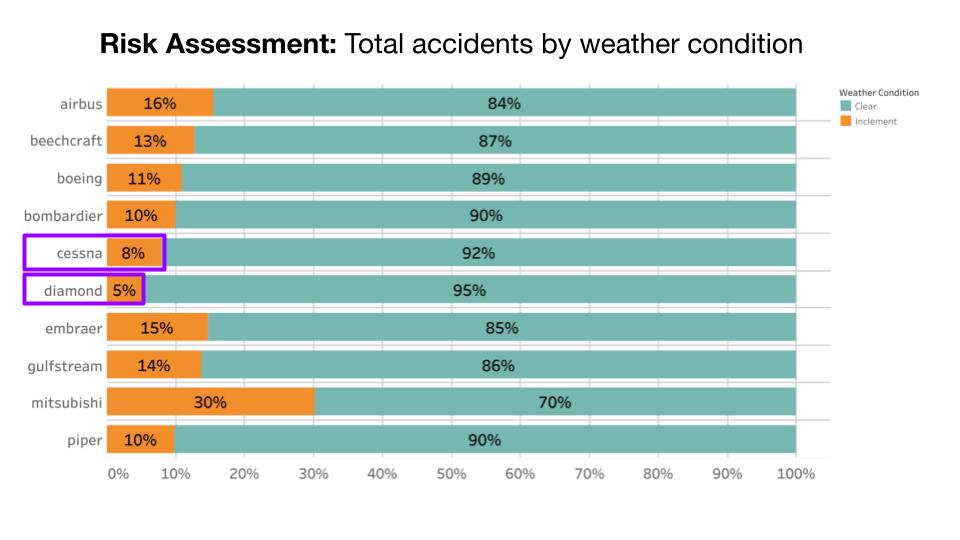 Risk Assessment: Total accidents by weather condition
Weather Condition
Clear
Inclement
airbus 16% 84%
beechcraft 13% 87%
boeing 11% 89%
bombardier 10% 90%
cessna 8% 92%
diamond 5% 95%
embraer 15% 85%
gulfstream 14% 86%
mitsubishi 30% 70%
piper 10% 90%
0% 10% 20% 30% 40% 50% 60% 70% 80% 90% 100%